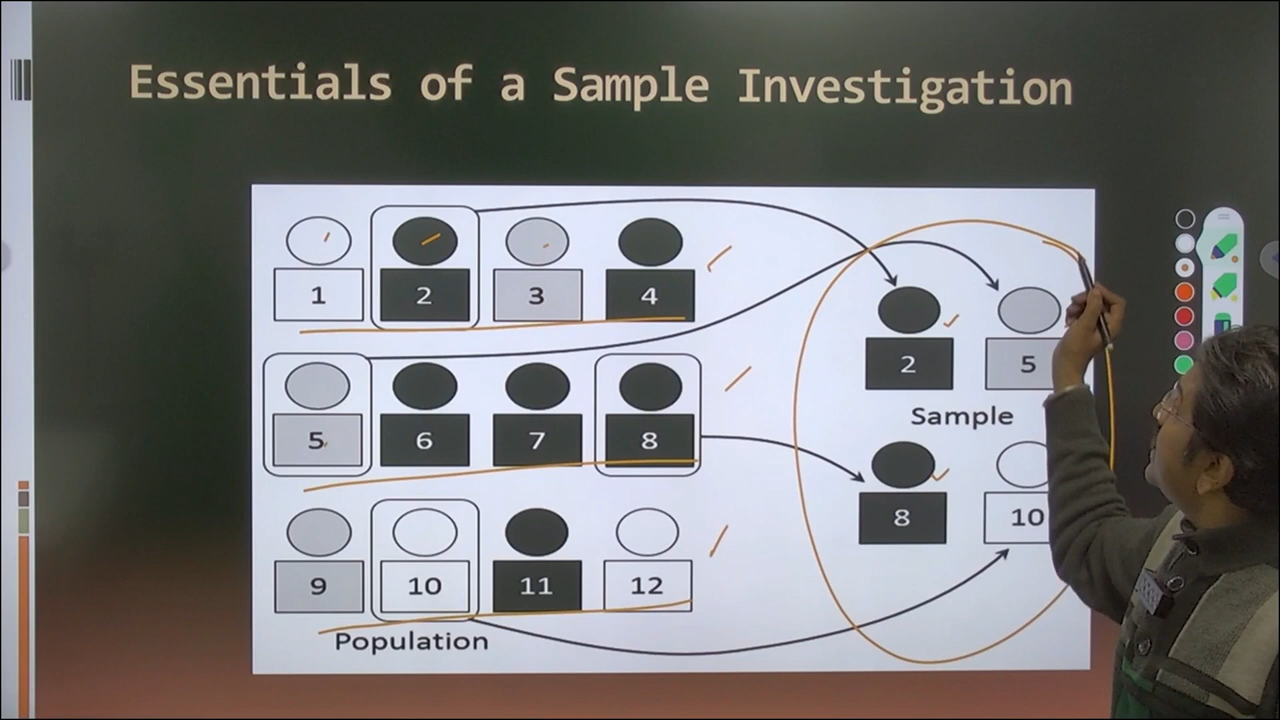 Essentials of a Sample Investigation
1 2 3 4
2 5
5 6 7 8
Sample
8 10
9 10 11 12
Population